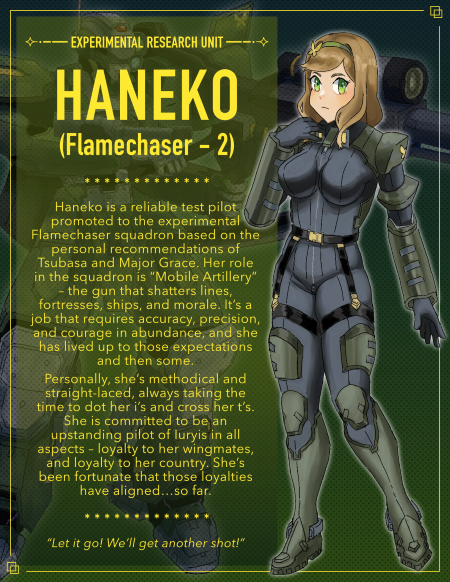 EXPERIMENTAL RESEARCH UNIT
HANEKO
(Flamechaser – 2)
* * * * * * * * * * * * *
Haneko is a reliable test pilot
promoted to the experimental
Flamechaser squadron based on the
personal recommendations of
Tsubasa and Major Grace. Her role
in the squadron is “Mobile Artillery”
– the gun that shatters lines,
fortresses, ships, and morale. It’s a
job that requires accuracy, precision,
and courage in abundance, and she
has lived up to those expectations
and then some.
Personally, she’s methodical and
straight-laced, always taking the
time to dot her i’s and cross her t’s.
She is committed to be an
upstanding pilot of Iuryis in all
aspects – loyalty to her wingmates,
and loyalty to her country. She’s
been fortunate that those loyalties
have aligned…so far.
* * * * * * * * * * * * *
“Let it go! We’ll get another shot!”